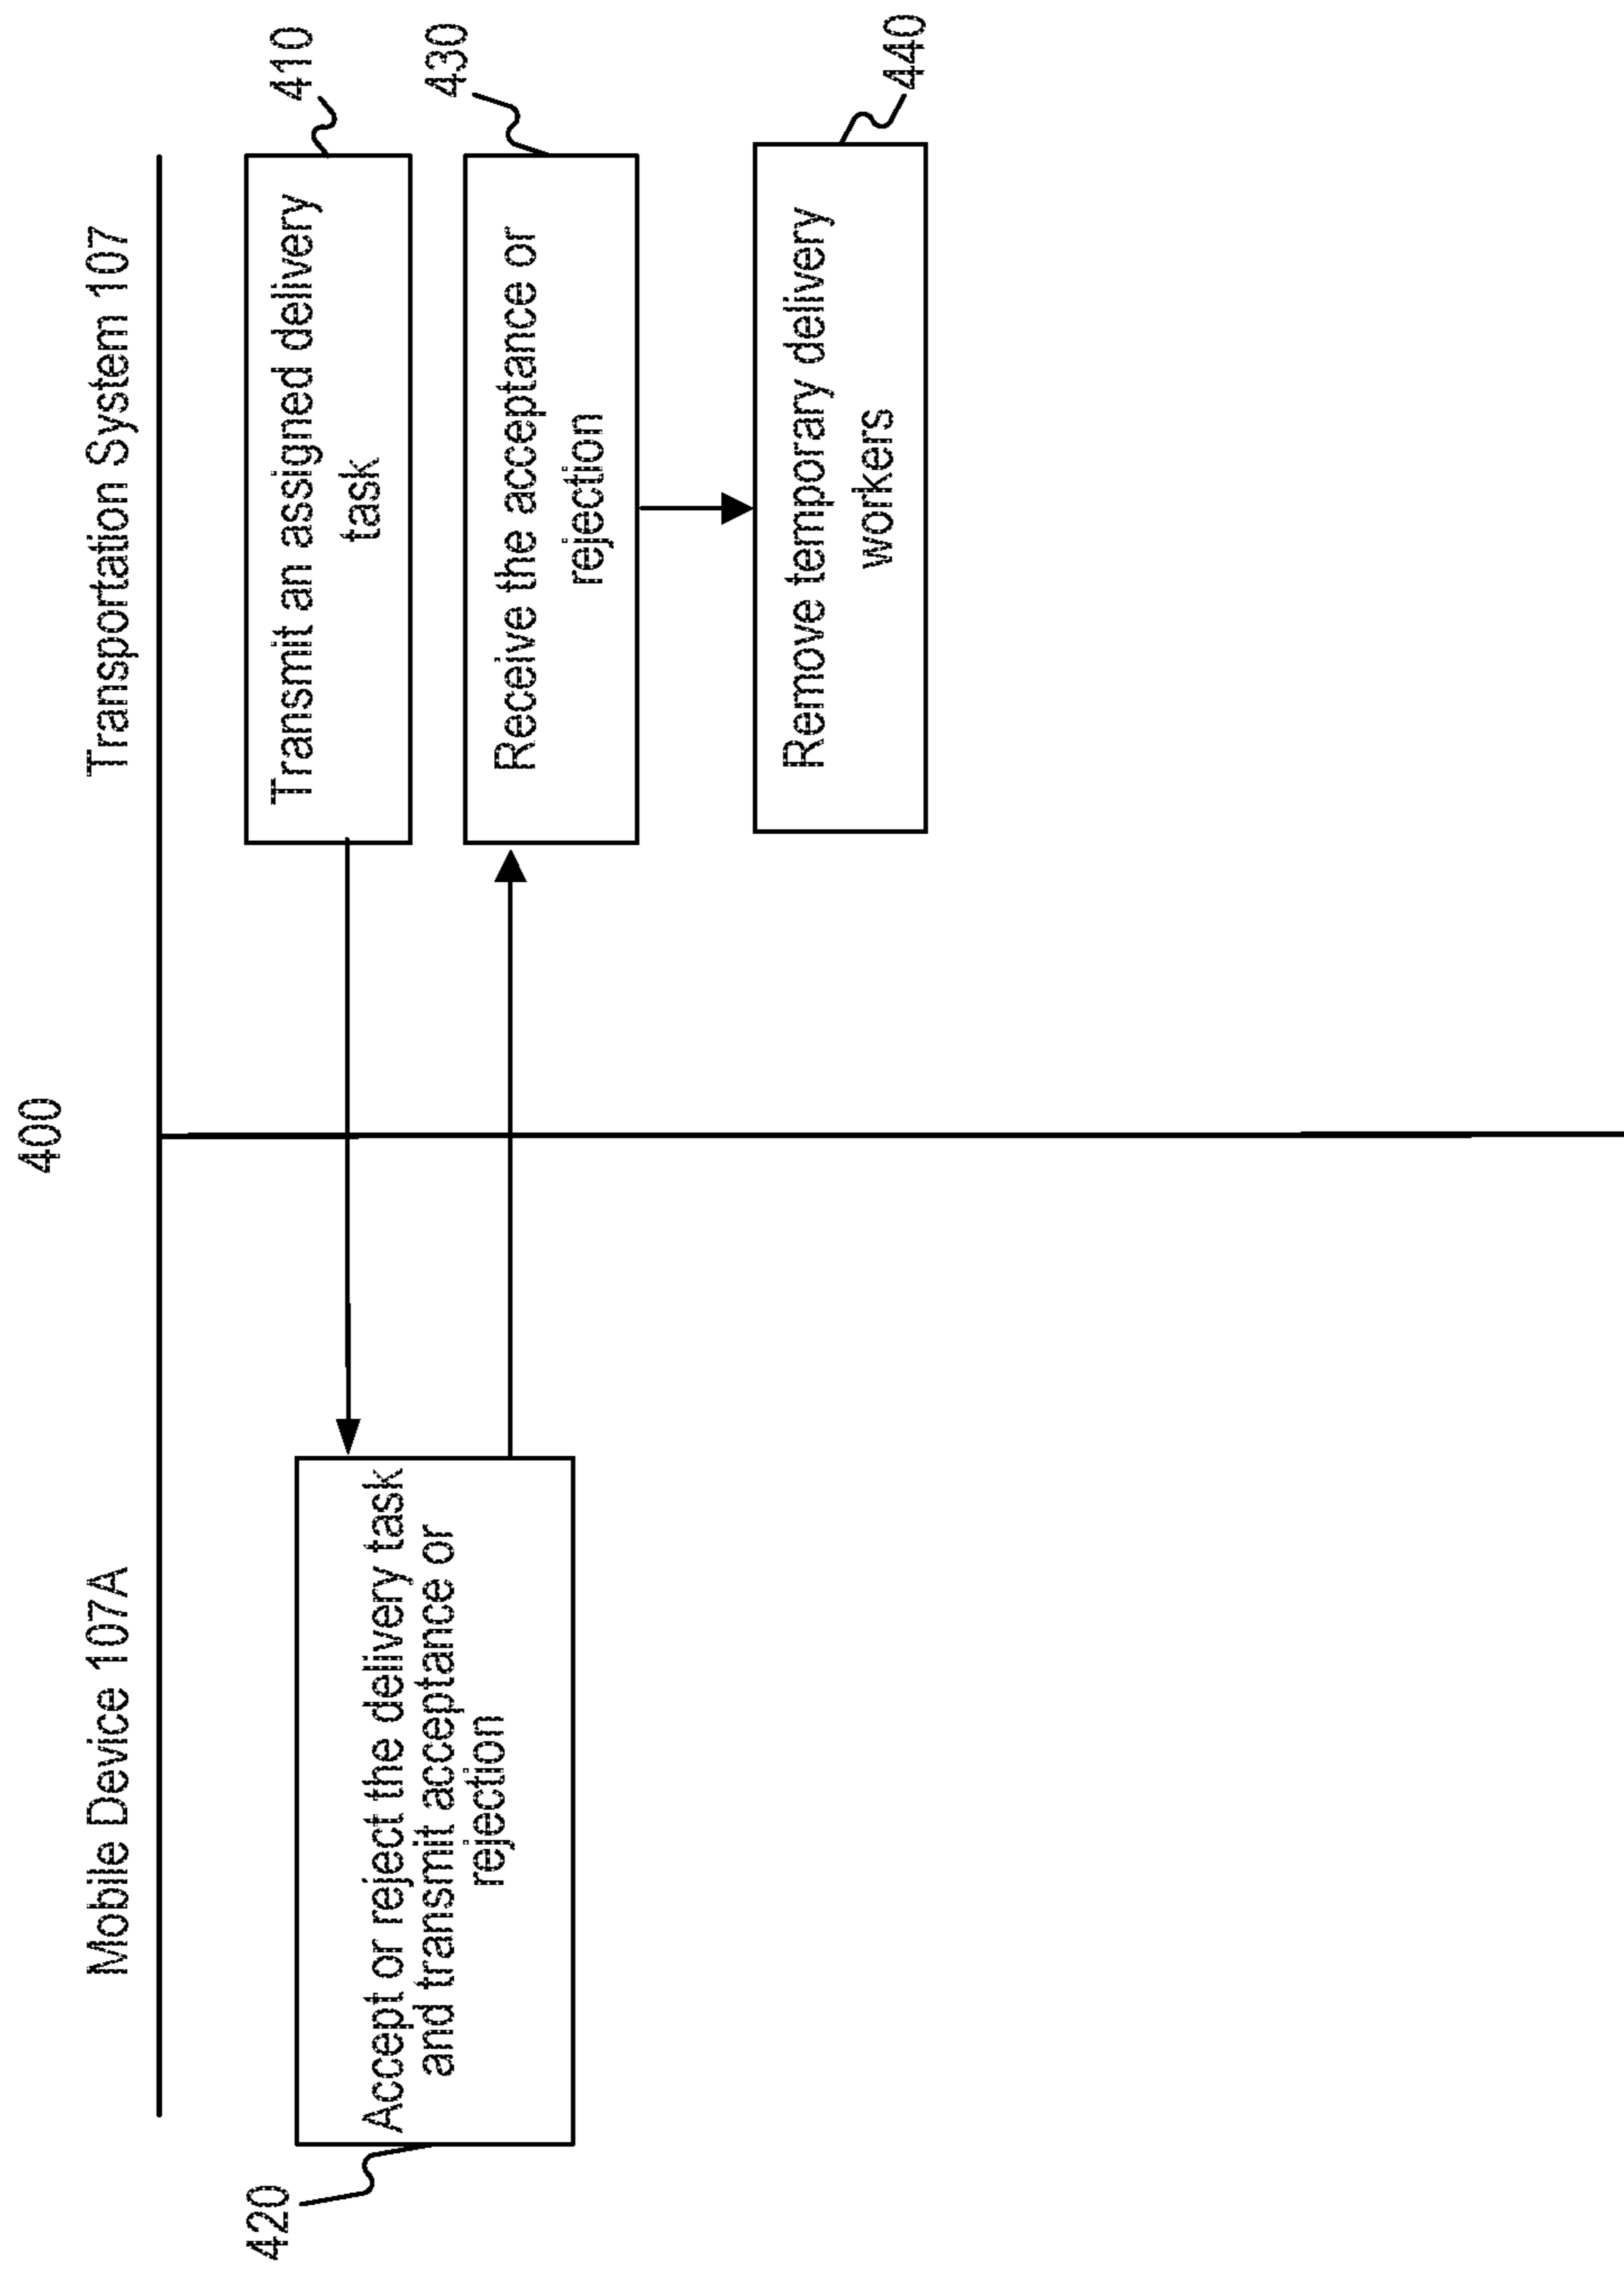 400
Mobile Device 107A
Transportation System 107
410
Transmit an assigned delivery
task
420
Accept or reject the delivery task
and transmit acceptance or
rejection
430
Receive the acceptance or
rejection
440
Remove temporary delivery
workers